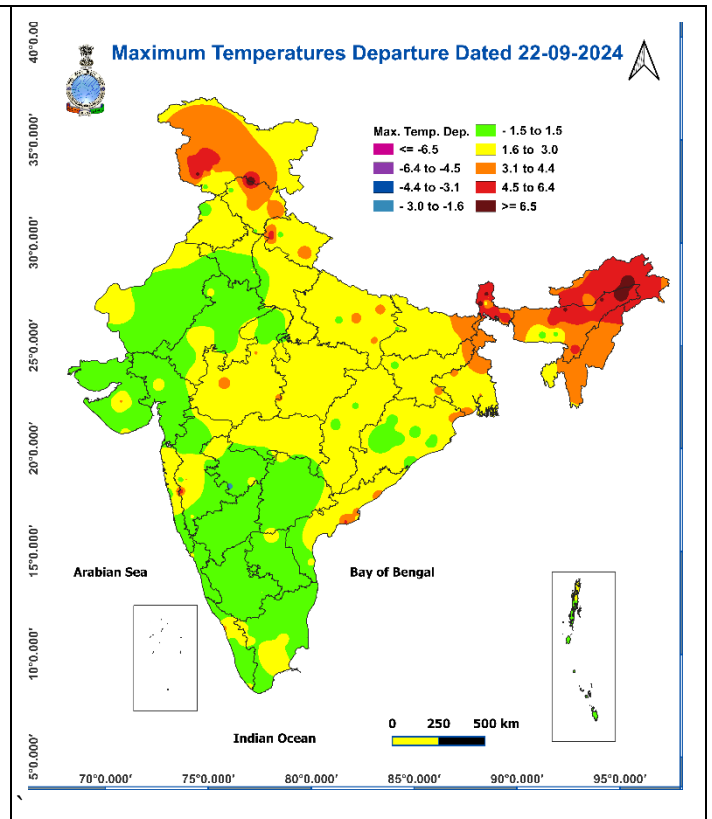 Maximum Temperatures Departure Dated 22-09-2024
Max. Temp. Dep.
<= -6.5
-6.4 to -4.5
-4.4 to -3.1
- 3.0 to -1.6
- 1.5 to 1.5
1.6 to 3.0
3.1 to 4.4
4.5 to 6.4
>= 6.5
40°0.00
35°0.000'
30°0.000'
25°0.000'
20°0.000'
15°0.000'
10°0.000'
5°0.000'
Arabian Sea
Bay of Bengal
Indian Ocean
0 250 500 km
70°0.000' 75°0.000' 80°0.000' 85°0.000' 90°0.000' 95°0.000'
`